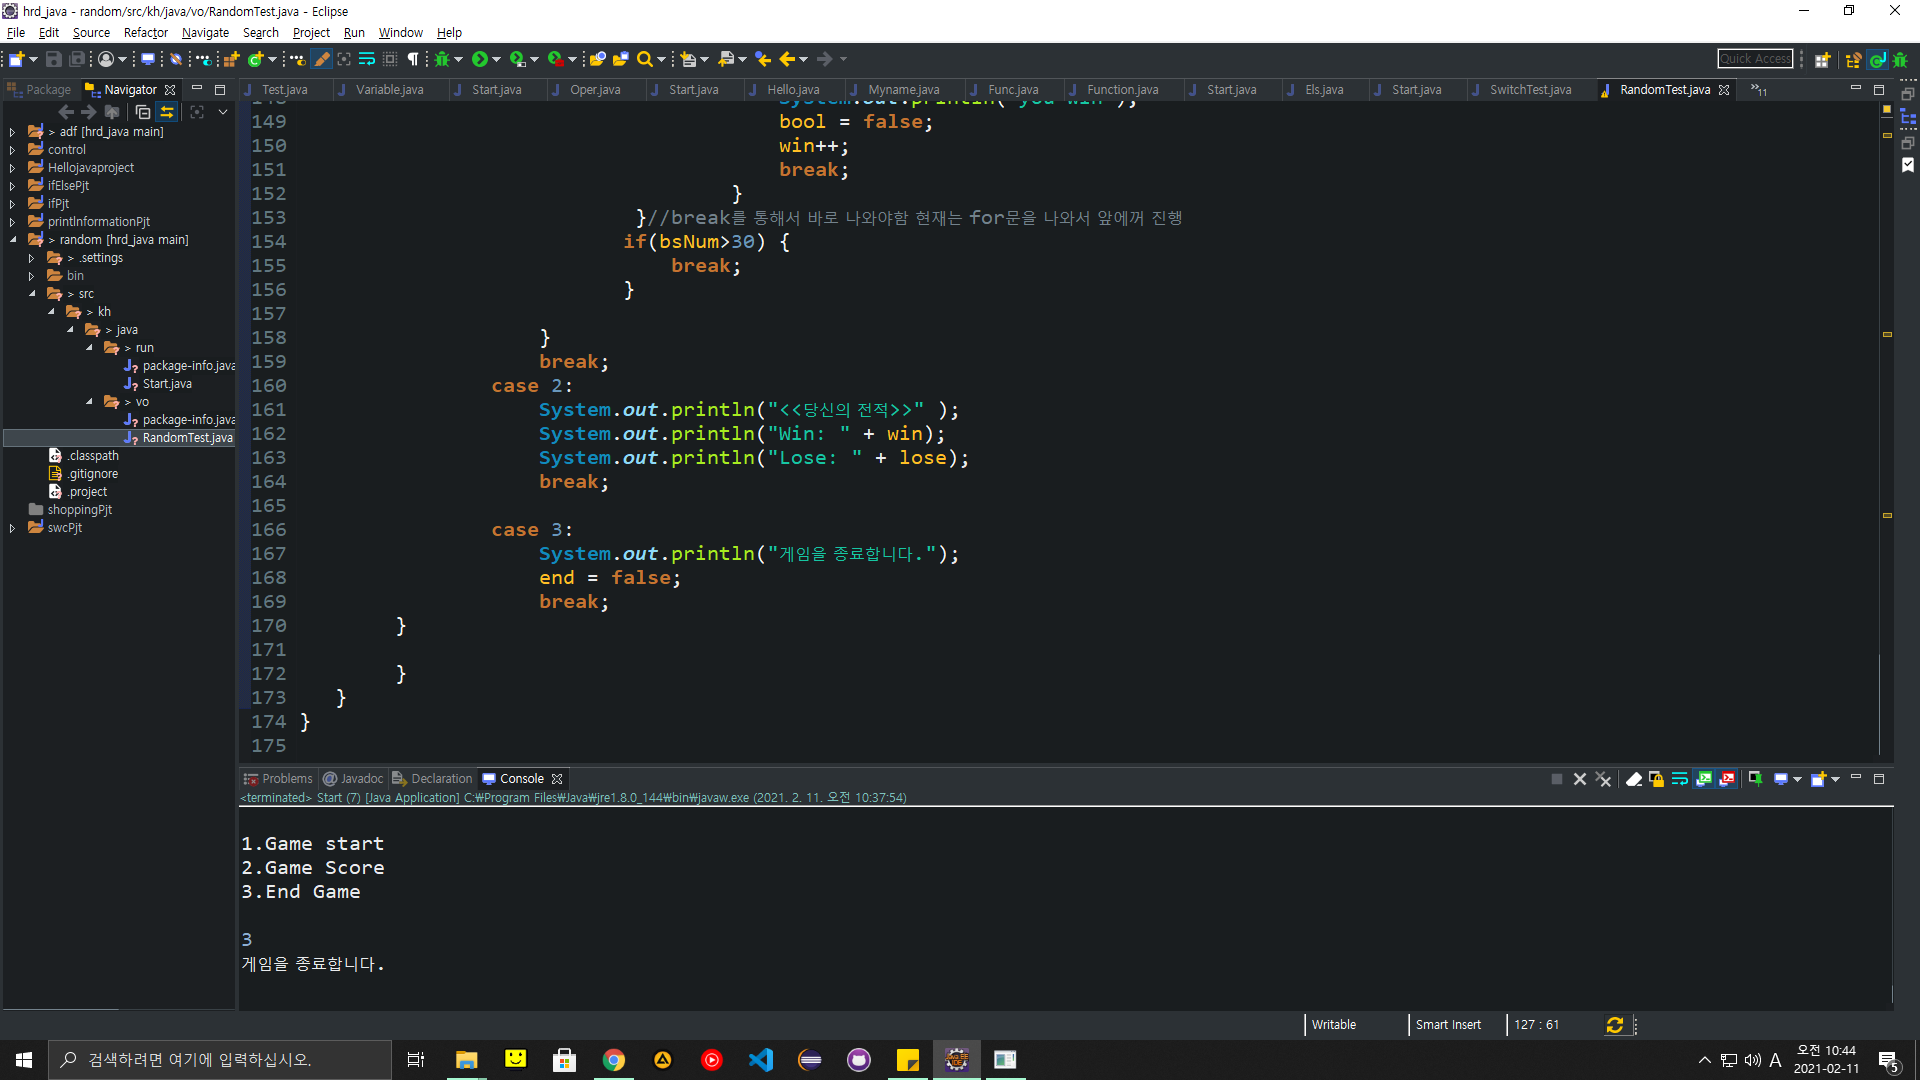 hrd_java - random/src/kh/java/vo/RandomTest.java - Eclipse
File Edit Source Refactor Navigate Search Project Run Window Help
Quick Access
Package Navigator
Test.java Variable.java Start.java Oper.java Start.java Hello.java Myname.java Func.java Function.java Start.java Els.java Start.java SwitchTest.java RandomTest.java »11
> adf [hrd_java main]
control
Hellojavaproject
ifElsePjt
ifPjt
printInformationPjt
> random [hrd_java main]
> .settings
bin
> src
> kh
> java
> run
package-info.java
Start.java
> vo
package-info.java
RandomTest.java
.classpath
.gitignore
.project
shoppingPjt
swcPjt
148 System.out.println("you win");
149 bool = false;
150 win++;
151 break;
152 }
153 }//break를 통해서 바로 나와야함 현재는 for문을 나와서 앞에꺼 진행
154 if(bsNum>30) {
155 break;
156 }
157
158 }
159 break;
160 case 2:
161 System.out.println("<<당신의 전적>>" );
162 System.out.println("Win: " + win);
163 System.out.println("Lose: " + lose);
164 break;
165
166 case 3:
167 System.out.println("게임을 종료합니다.");
168 end = false;
169 break;
170 }
171
172 }
173 }
174 }
175
Problems @ Javadoc Declaration Console
<terminated> Start (7) [Java Application] C:₩Program Files₩Java₩jre1.8.0_144₩bin₩javaw.exe (2021. 2. 11. 오전 10:37:54)
1.Game start
2.Game Score
3.End Game
3
게임을 종료합니다.
Writable Smart Insert 127 : 61
검색하려면 여기에 입력하십시오.
A
오전 10:44
2021-02-11
5